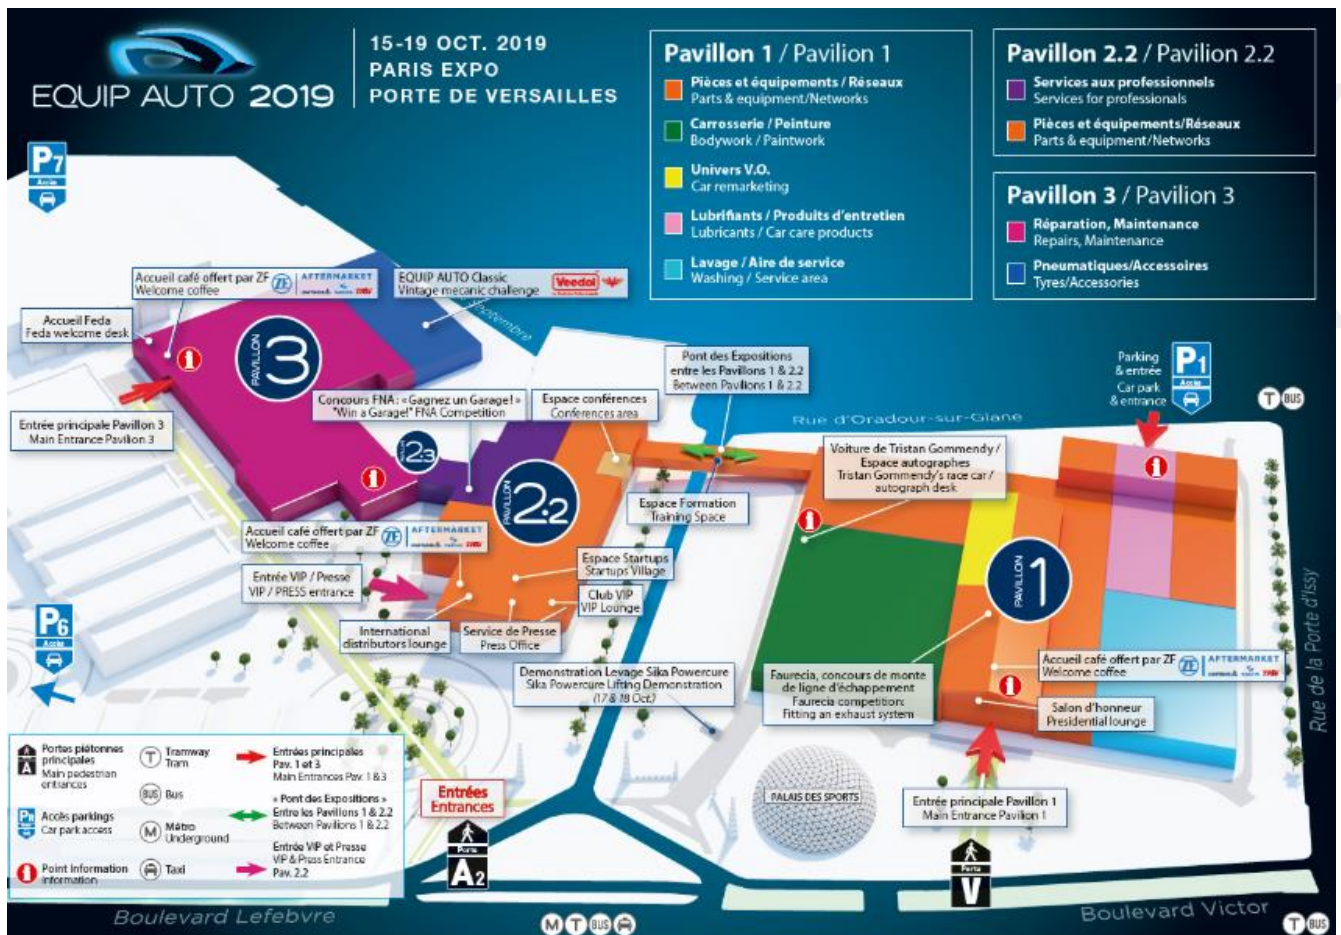 EQUIP AUTO 2019
15-19 OCT. 2019
PARIS EXPO
PORTE DE VERSAILLES
Pavillon 1 / Pavilion 1
Pièces et équipements / Réseaux
Parts & equipment/Networks
Carrosserie / Peinture
Bodywork / Paintwork
Univers V.O.
Car remarketing
Lubrifiants / Produits d'entretien
Lubricants / Car care products
Lavage / Aire de service
Washing / Service area
Pavillon 2.2 / Pavilion 2.2
Services aux professionnels
Services for professionals
Pièces et équipements/Réseaux
Parts & equipment/Networks
Pavillon 3 / Pavilion 3
Réparation, Maintenance
Repairs, Maintenance
Pneumatiques/Accessoires
Tyres/Accessories
P7
Accès
Accueil café offert par ZF
Welcome coffee
ZF AFTERMARKET
EQUIP AUTO Classic
Vintage mecanic challenge
Veedol
Accueil Feda
Feda welcome desk
PAVILLON 3
Entrée principale Pavillon 3
Main Entrance Pavilion 3
Concours FNA : «Gagnez un Garage! »
"Win a Garage!" FNA Competition
Espace conférences
Conferences area
Pont des Expositions
entre les Pavillons 1 & 2.2
Between Pavilions 1 & 2.2
Parking
& entrée
Car park
& entrance
P1
Accès
T BUS
Rue d'Oradour-sur-Glane
Voiture de Tristan Gommendy /
Espace autographes
Tristan Gommendy's race car /
autograph desk
2.3
PAVILLON 2.2
Espace Formation
Training Space
Accueil café offert par ZF
Welcome coffee
ZF AFTERMARKET
Entrée VIP / Presse
VIP / PRESS entrance
Espace Startups
Startups Village
Club VIP
VIP Lounge
International
distributors lounge
Service de Presse
Press Office
PAVILLON 1
Rue de la Porte d'Issy
P6
Accès
Demonstration Levage Sika Powercure
Sika Powercure Lifting Demonstration
(17 & 18 Oct.)
Faurecia, concours de monte
de ligne d'échappement
Faurecia competition:
Fitting an exhaust system
Accueil café offert par ZF
Welcome coffee
ZF AFTERMARKET
Salon d'honneur
Presidential lounge
PALAIS DES SPORTS
Entrée principale Pavillon 1
Main Entrance Pavilion 1
Entrées
Entrances
Porte
A2
Porte
V
A
Portes piétonnes
principales
Main pedestrian
entrances
Accès parkings
Car park access
Point Information
Information
T Tramway
Tram
BUS Bus
M Métro
Underground
Taxi
Entrées principales
Pav. 1 et 3
Main Entrances Pav. 1 & 3
« Pont des Expositions »
Entre les Pavillons 1 & 2.2
Between Pavilions 1 & 2.2
Entrée VIP et Presse
VIP & Press Entrance
Pav. 2.2
Boulevard Lefebvre
M T BUS
Boulevard Victor
T BUS